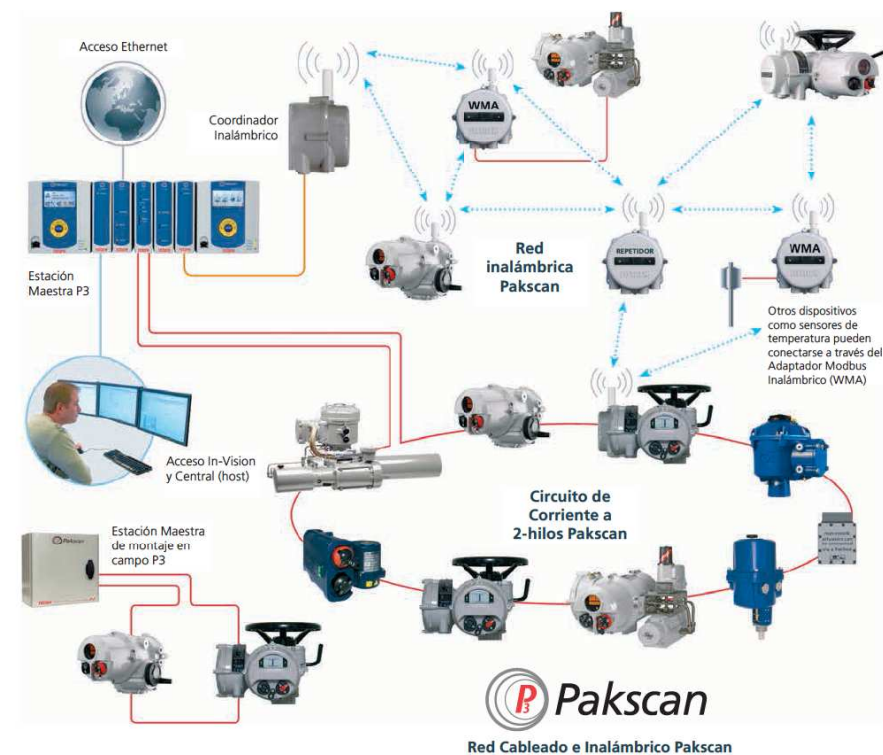 Acceso Ethernet
Coordinador
Inalámbrico
WMA
Estación
Maestra P3
Red
inalámbrica
Pakscan
REPETIDOR
WMA
Otros dispositivos
como sensores de
temperatura pueden
conectarse a través del
Adaptador Modbus
Inalámbrico (WMA)
Acceso In-Vision
y Central (host)
Circuito de
Corriente a
2-hilos Pakscan
Estación Maestra
de montaje en
campo P3
Pakscan
P3 Pakscan
Red Cableado e Inalámbrico Pakscan